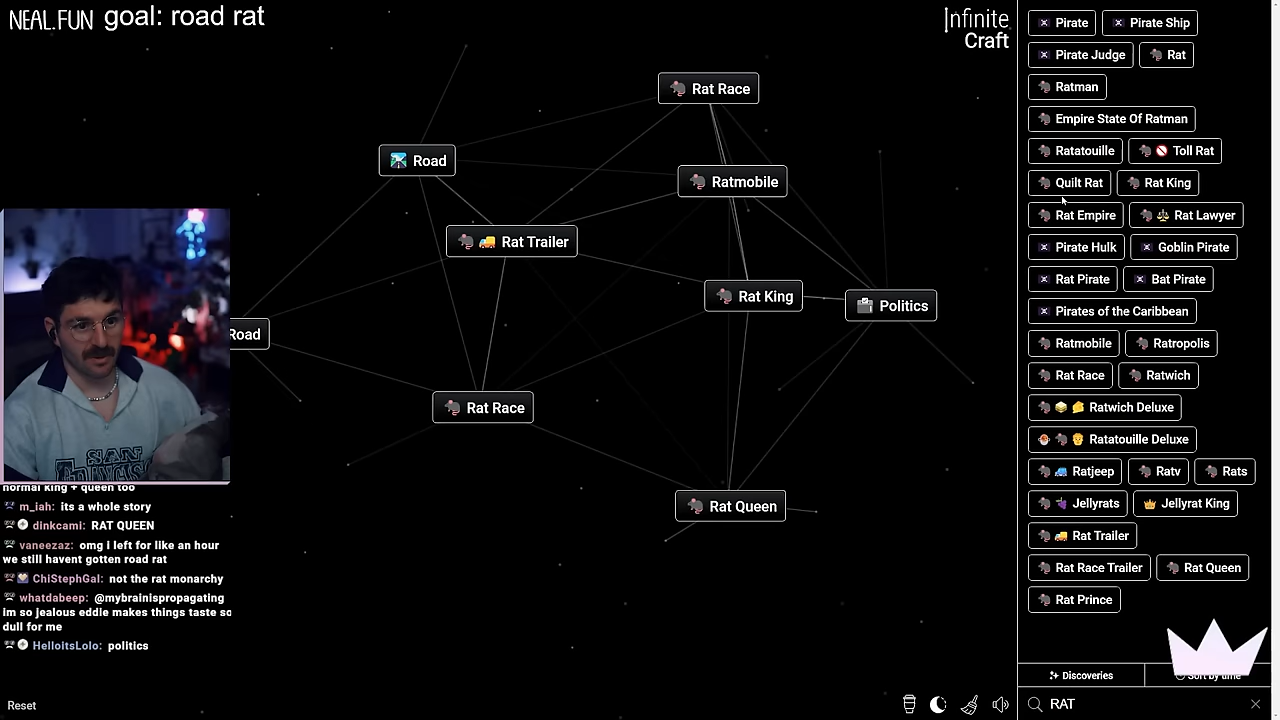 NEAL.FUN goal: road rat
Infinite
Craft
Rat Race
Road
Ratmobile
Rat Trailer
Rat King
Politics
Road
Rat Race
Rat Queen
normal king + queen too
m_iah: its a whole story
dinkcami: RAT QUEEN
vaneezaz: omg i left for like an hour
we still havent gotten road rat
ChiStephGal: not the rat monarchy
whatdabeep: @mybrainispropagating
im so jealous eddie makes things taste so
dull for me
HelloitsLolo: politics
Reset
Pirate Pirate Ship
Pirate Judge Rat
Ratman
Empire State Of Ratman
Ratatouille Toll Rat
Quilt Rat Rat King
Rat Empire Rat Lawyer
Pirate Hulk Goblin Pirate
Rat Pirate Bat Pirate
Pirates of the Caribbean
Ratmobile Ratropolis
Rat Race Ratwich
Ratwich Deluxe
Ratatouille Deluxe
Ratjeep Ratv Rats
Jellyrats Jellyrat King
Rat Trailer
Rat Race Trailer Rat Queen
Rat Prince
Discoveries Sort by time
RAT